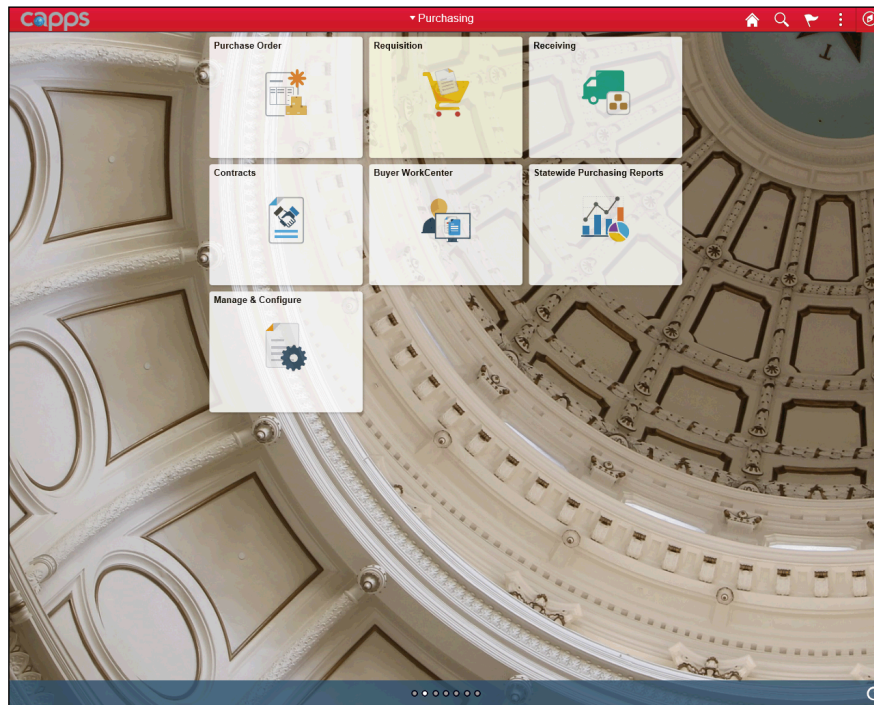 capps
Purchasing
Purchase Order
Requisition
Receiving
Contracts
Buyer WorkCenter
Statewide Purchasing Reports
Manage & Configure